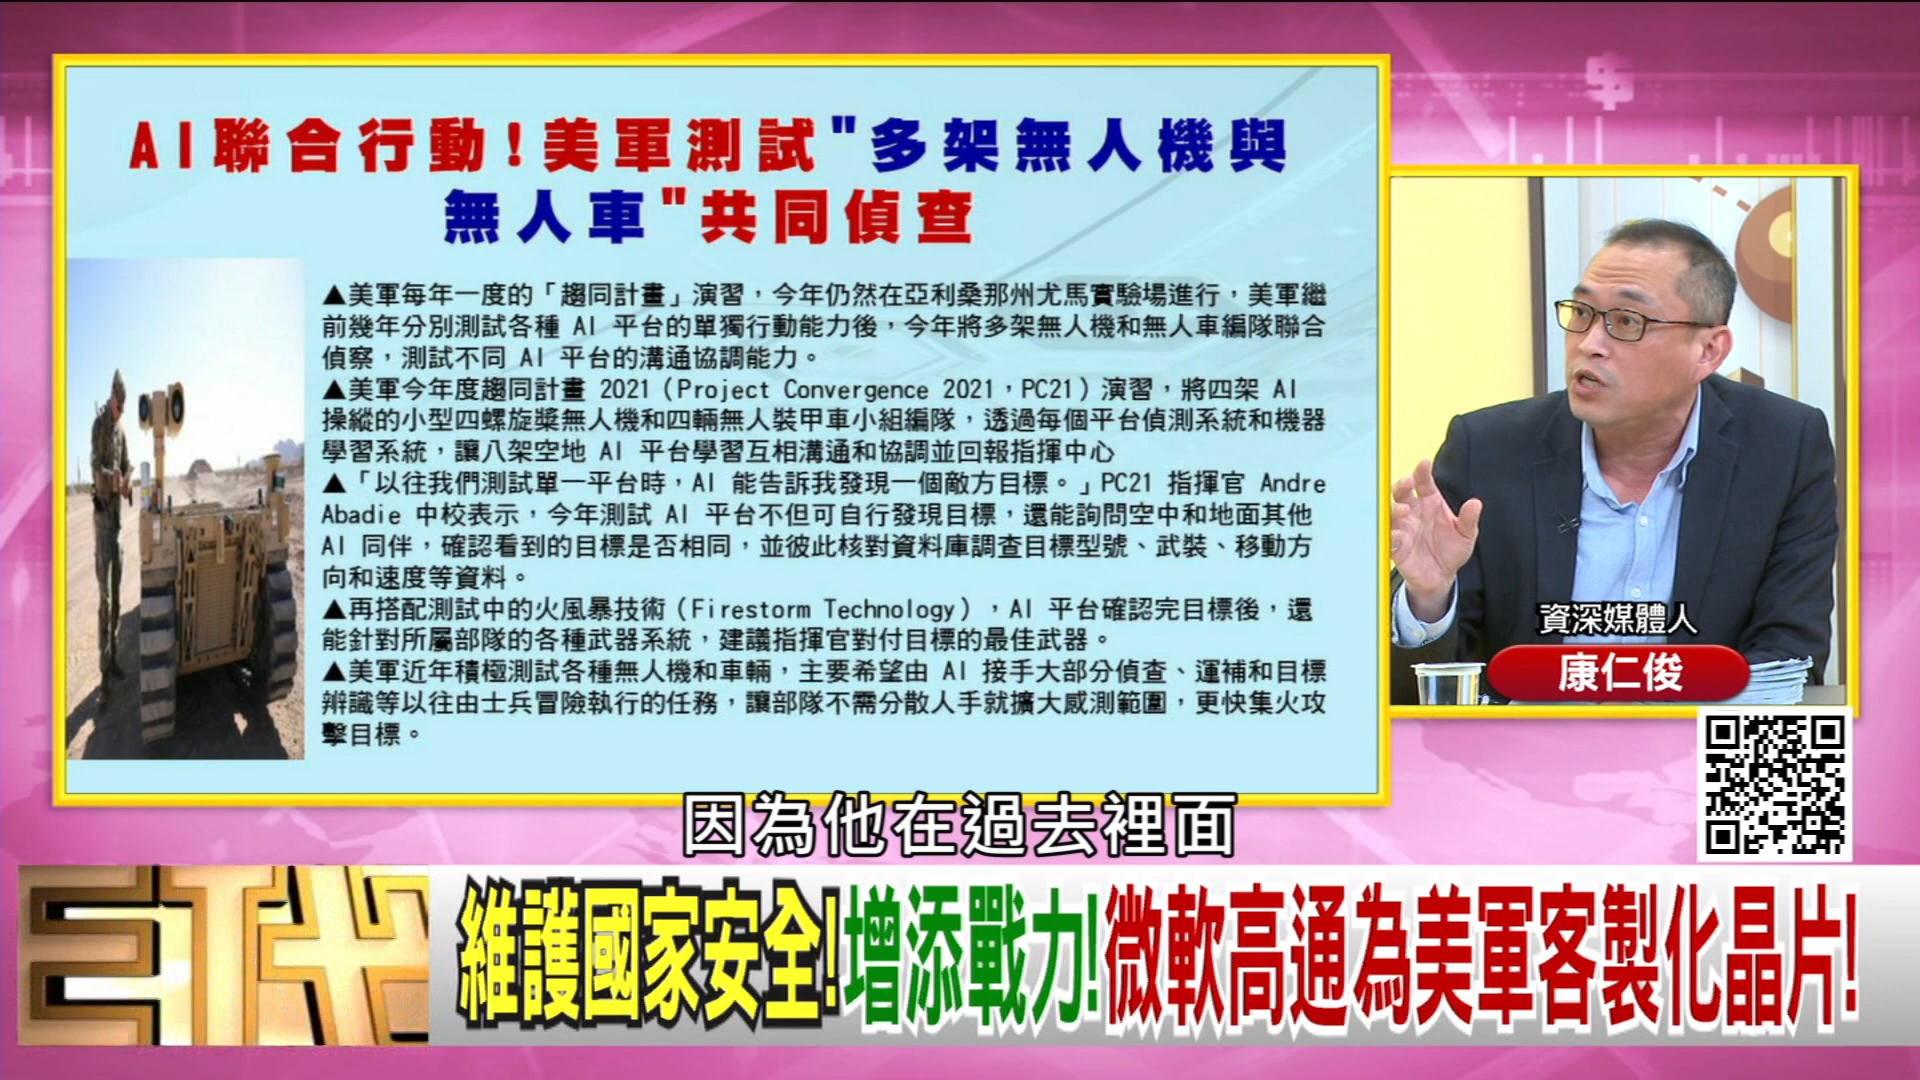 AI聯合行動!美軍測試"多架無人機與
無人車"共同偵查
▲美軍每年一度的「趨同計畫」演習，今年仍然在亞利桑那州尤馬實驗場進行，美軍繼
前幾年分別測試各種 AI 平台的單獨行動能力後，今年將多架無人機和無人車編隊聯合
偵察，測試不同 AI 平台的溝通協調能力。
▲美軍今年度趨同計畫 2021（Project Convergence 2021，PC21）演習，將四架 AI
操縱的小型四螺旋槳無人機和四輛無人裝甲車小組編隊，透過每個平台偵測系統和機器
學習系統，讓八架空地 AI 平台學習互相溝通和協調並回報指揮中心
▲「以往我們測試單一平台時，AI 能告訴我發現一個敵方目標。」PC21 指揮官 Andre
Abadie 中校表示，今年測試 AI 平台不但可自行發現目標，還能詢問空中和地面其他
AI 同伴，確認看到的目標是否相同，並彼此核對資料庫調查目標型號、武裝、移動方
向和速度等資料。
▲再搭配測試中的火風暴技術（Firestorm Technology），AI 平台確認完目標後，還
能針對所屬部隊的各種武器系統，建議指揮官對付目標的最佳武器。
▲美軍近年積極測試各種無人機和車輛，主要希望由 AI 接手大部分偵查、運補和目標
辨識等以往由士兵冒險執行的任務，讓部隊不需分散人手就擴大感測範圍，更快集火攻
擊目標。
資深媒體人
康仁俊
因為他在過去裡面
維護國家安全!增添戰力!微軟高通為美軍客製化晶片!